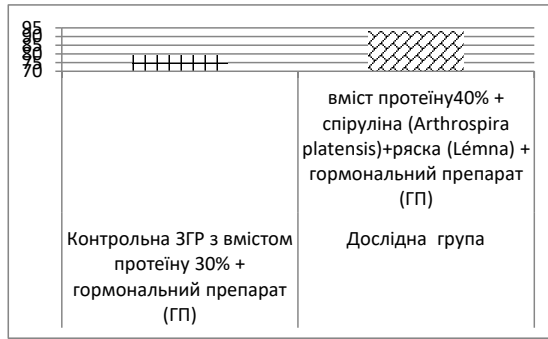 95
90
85
80
75
70
вміст протеїну40% +
спіруліна (Arthrospira
platensis)+ряска (Lémna) +
гормональний препарат
(ГП)
Контрольна ЗГР з вмістом
протеїну 30% +
гормональний препарат
(ГП)
Дослідна група